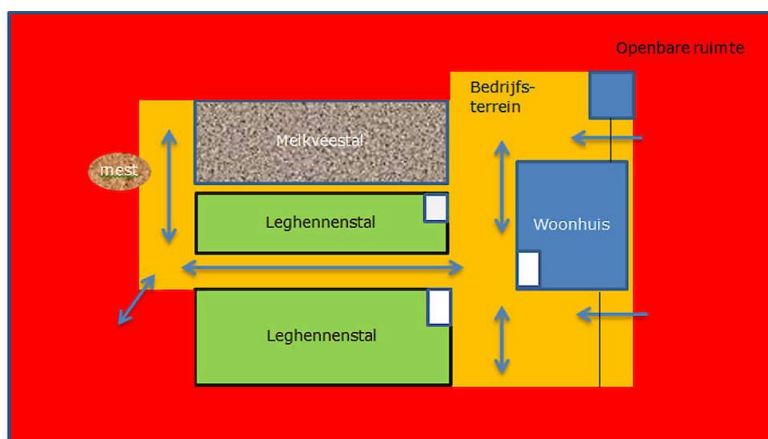 Openbare ruimte
Bedrijfs-
terrein
Melkveestal
mest
Leghennenstal
Woonhuis
Leghennenstal